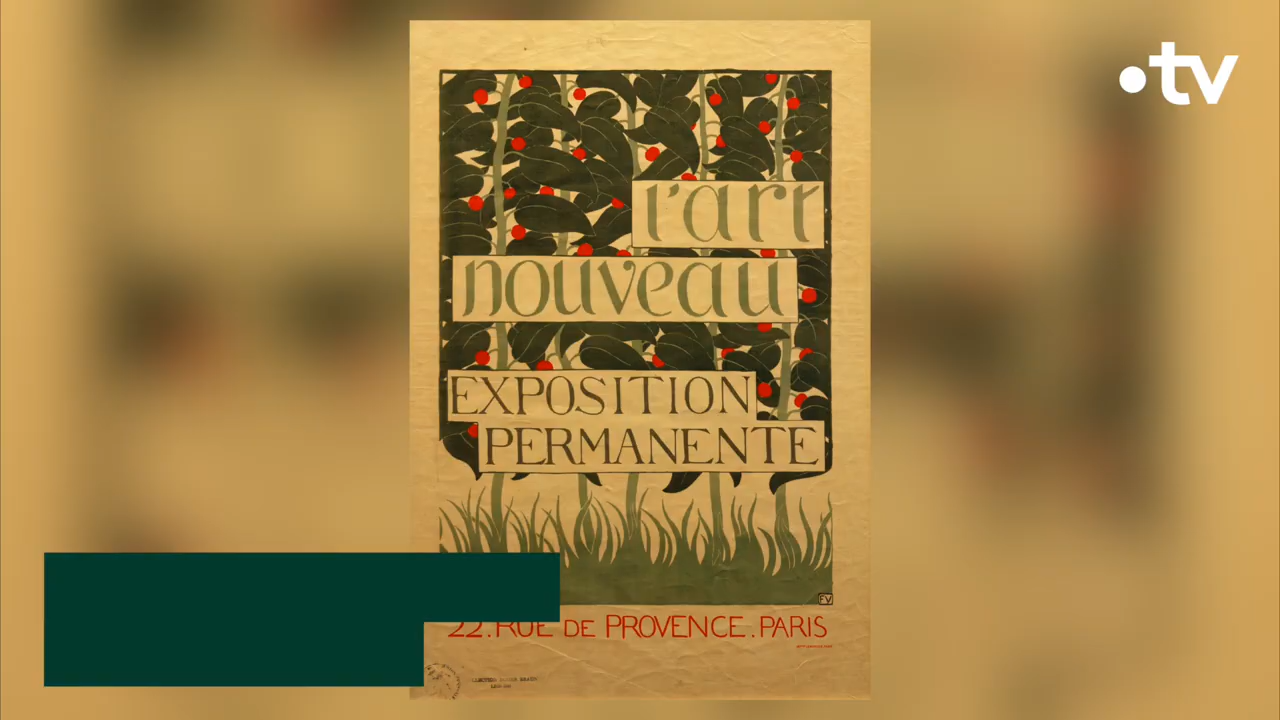 .tv
l'art
nouveau
EXPOSITION
PERMANENTE
FV
22.RUE DE PROVENCE.PARIS